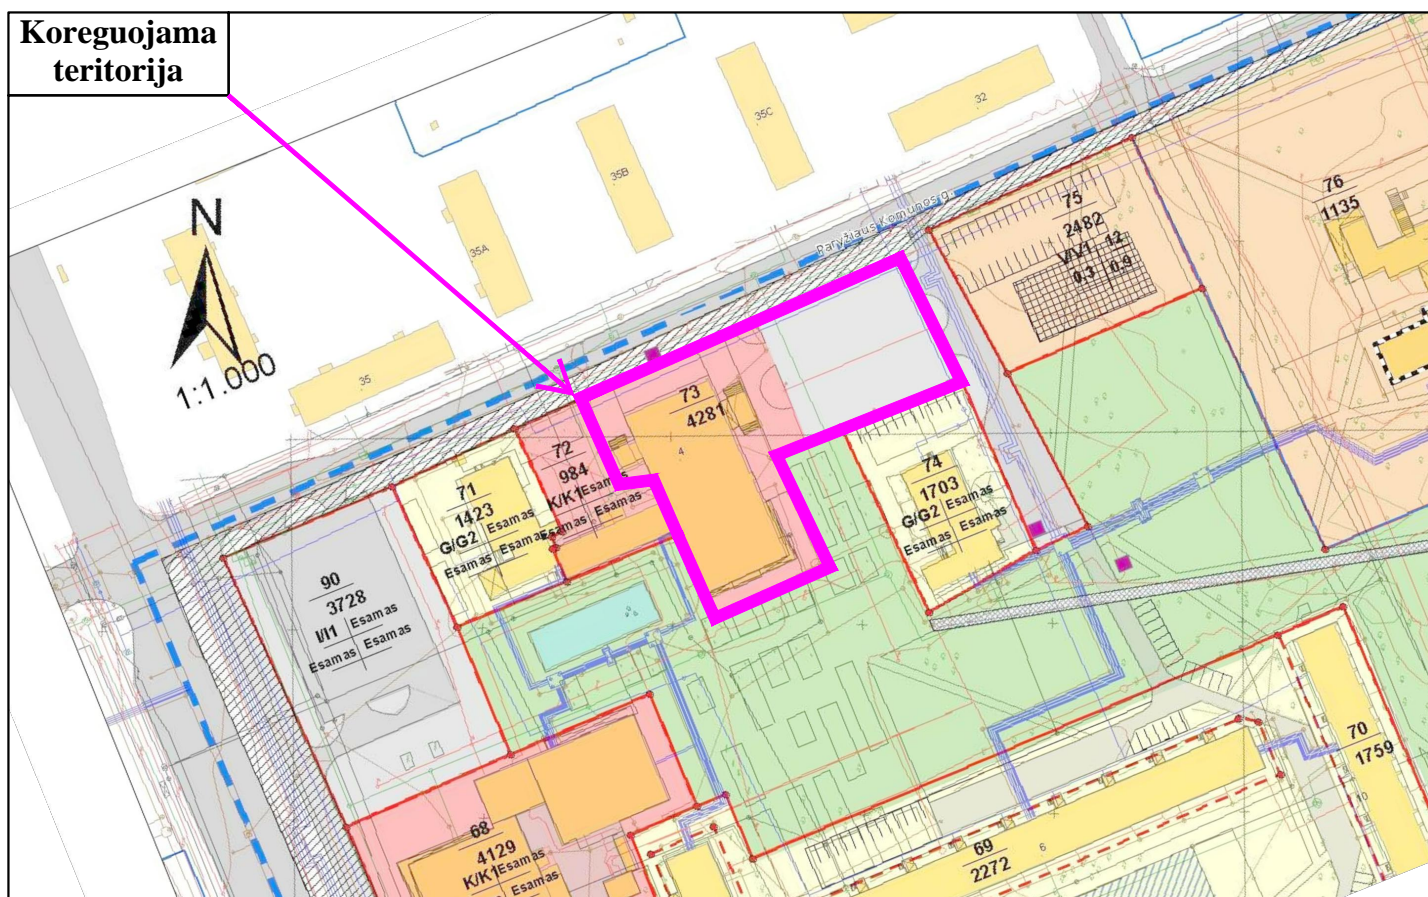 Koreguojama
teritorija
N
1:1.000
35
35A
35B
35C
32
Paryžiaus Komunos g.
75
2482
V/V1 12
0.3 0.9
76
1135
73
4281
4
72
984
K/K1 Esamas
Esamas Esamas
71
1423
G/G2 Esamas
Esamas Esamas
74
1703
G/G2 Esamas
Esamas Esamas
90
3728
I/I1 Esamas
Esamas Esamas
68
4129
K/K1 Esamas
Esamas
69
2272
6
70
1759
10